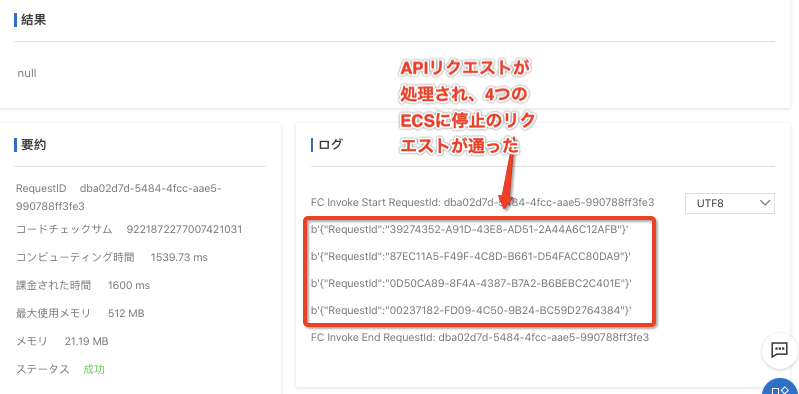 結果
null
APIリクエストが
処理され、4つの
ECSに停止のリク
エストが通った
要約
RequestID dba02d7d-5484-4fcc-aae5-
990788ff3fe3
コードチェックサム 9221872277007421031
コンピューティング時間 1539.73 ms
課金された時間 1600 ms
最大使用メモリ 512 MB
メモリ 21.19 MB
ステータス 成功
ログ
FC Invoke Start RequestId: dba02d7d-5484-4fcc-aae5-990788ff3fe3
UTF8
b'{"RequestId":"39274352-A91D-43E8-AD51-2A44A6C12AFB"}'
b'{"RequestId":"87EC11A5-F49F-4C8D-B661-D54FACC80DA9"}'
b'{"RequestId":"0D50CA89-8F4A-4387-B7A2-B6BEBC2C401E"}'
b'{"RequestId":"00237182-FD09-4C50-9B24-BC59D2764384"}'
FC Invoke End RequestId: dba02d7d-5484-4fcc-aae5-990788ff3fe3